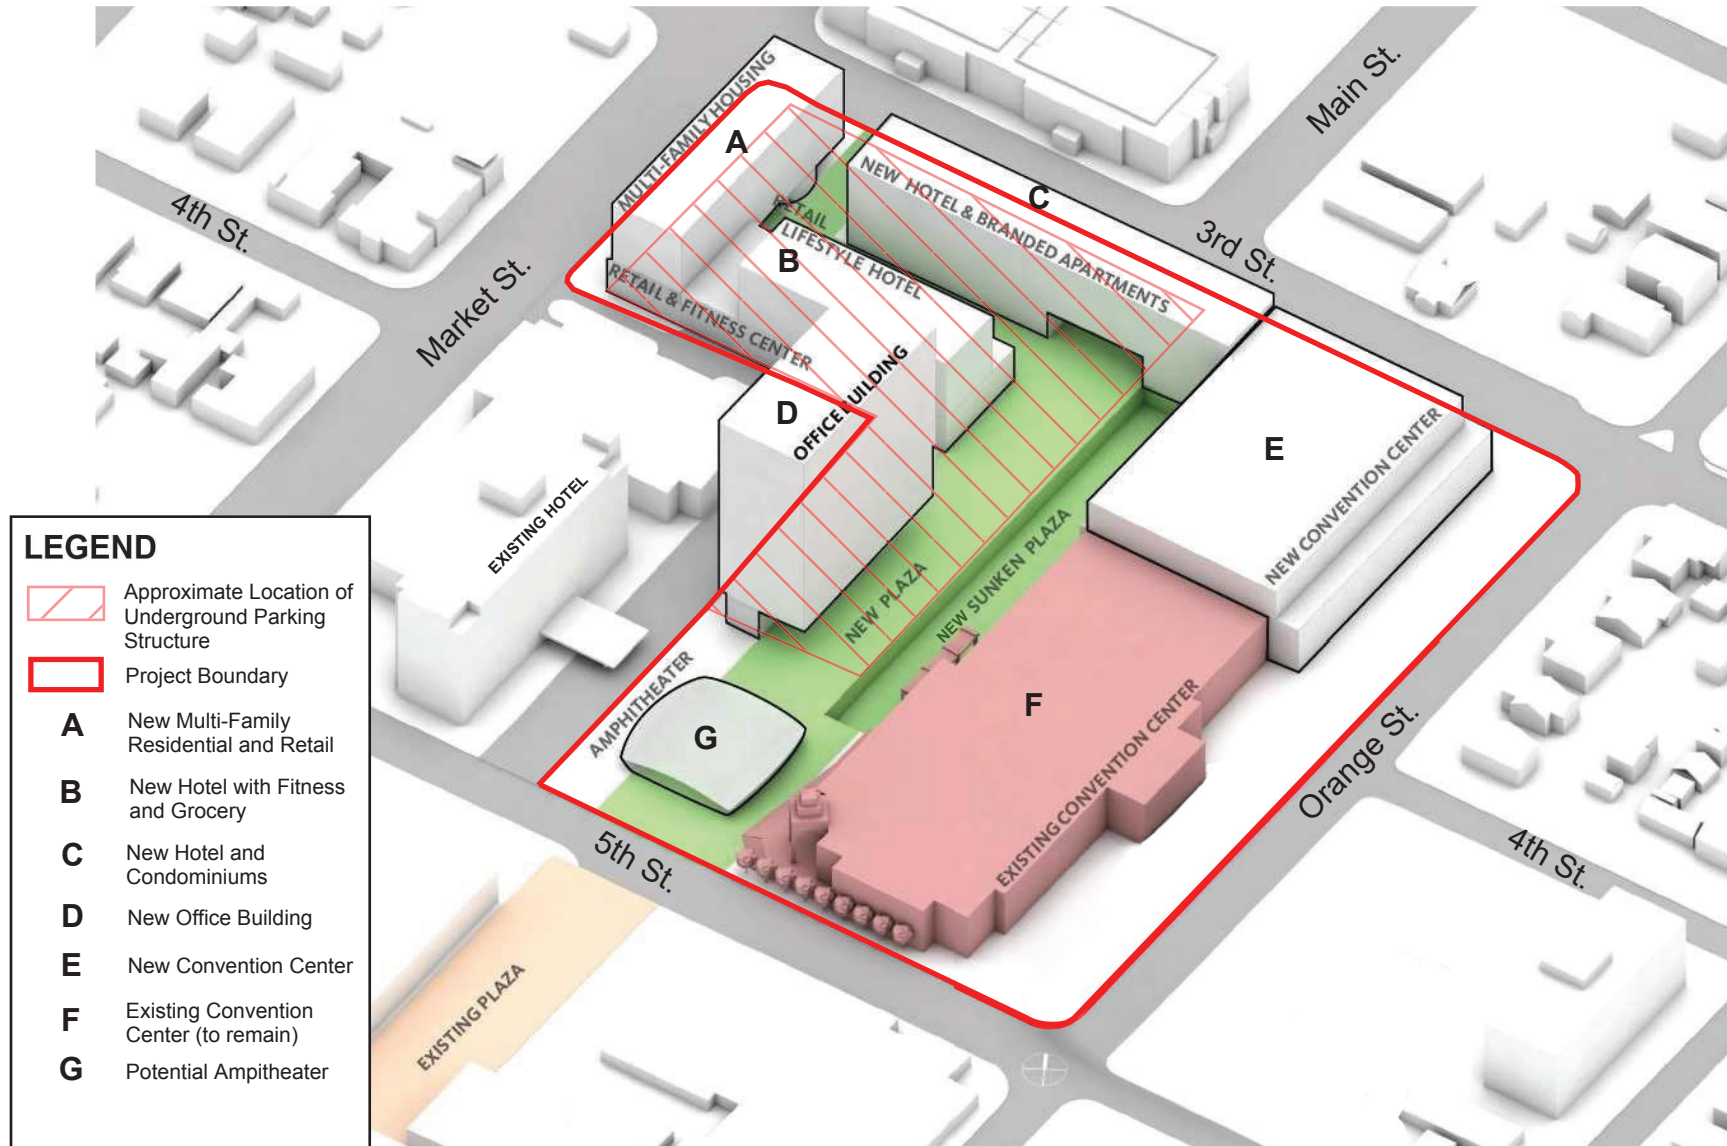 MULTI-FAMILY HOUSING
A
RETAIL
NEW HOTEL & BRANDED APARTMENTS
C
LIFESTYLE HOTEL
B
RETAIL & FITNESS CENTER
D
OFFICE BUILDING
E
NEW CONVENTION CENTER
EXISTING HOTEL
NEW PLAZA
NEW SUNKEN PLAZA
AMPHITHEATER
G
F
EXISTING CONVENTION CENTER
EXISTING PLAZA
4th St.
Market St.
Main St.
3rd St.
Orange St.
4th St.
5th St.
LEGEND
Approximate Location of
Underground Parking
Structure
Project Boundary
A New Multi-Family
Residential and Retail
B New Hotel with Fitness
and Grocery
C New Hotel and
Condominiums
D New Office Building
E New Convention Center
F Existing Convention
Center (to remain)
G Potential Ampitheater